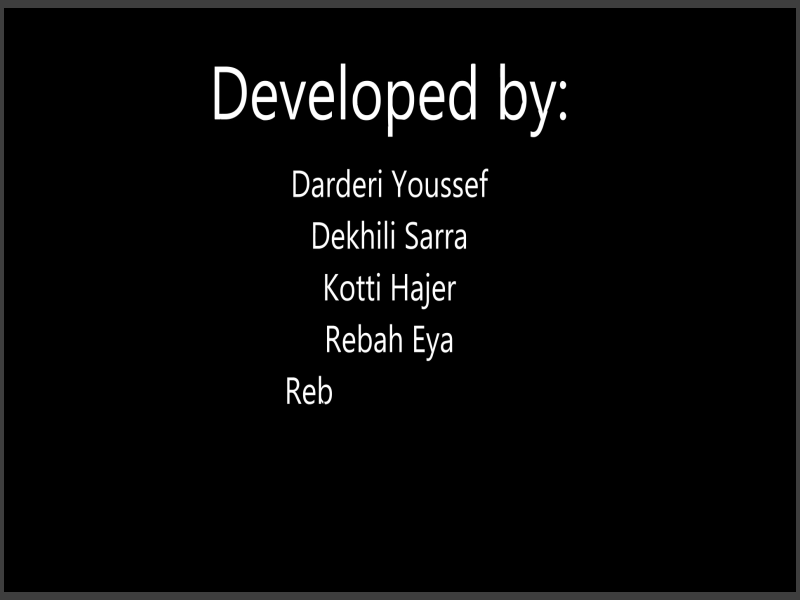 Developed by:
Darderi Youssef
Dekhili Sarra
Kotti Hajer
Rebah Eya
Reb